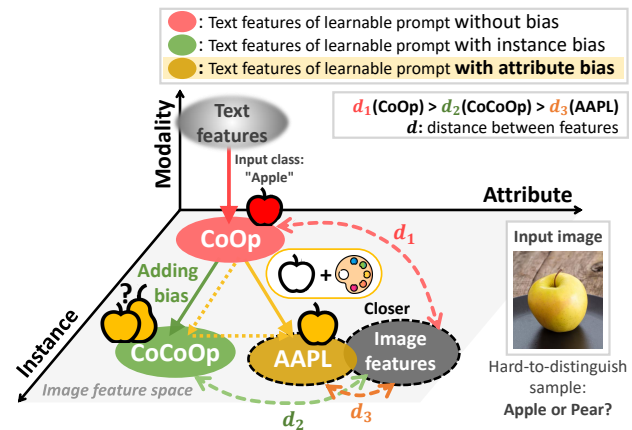 : Text features of learnable prompt without bias
: Text features of learnable prompt with instance bias
: Text features of learnable prompt with attribute bias
d1(CoOp) > d2(CoCoOp) > d3(AAPL)
d: distance between features
Modality
Text
features
Input class:
"Apple"
Attribute
CoOp
d1
Input image
Adding
bias
+
?
Closer
Instance
CoCoOp
AAPL
Image
features
Image feature space
d2
d3
Hard-to-distinguish
sample:
Apple or Pear?